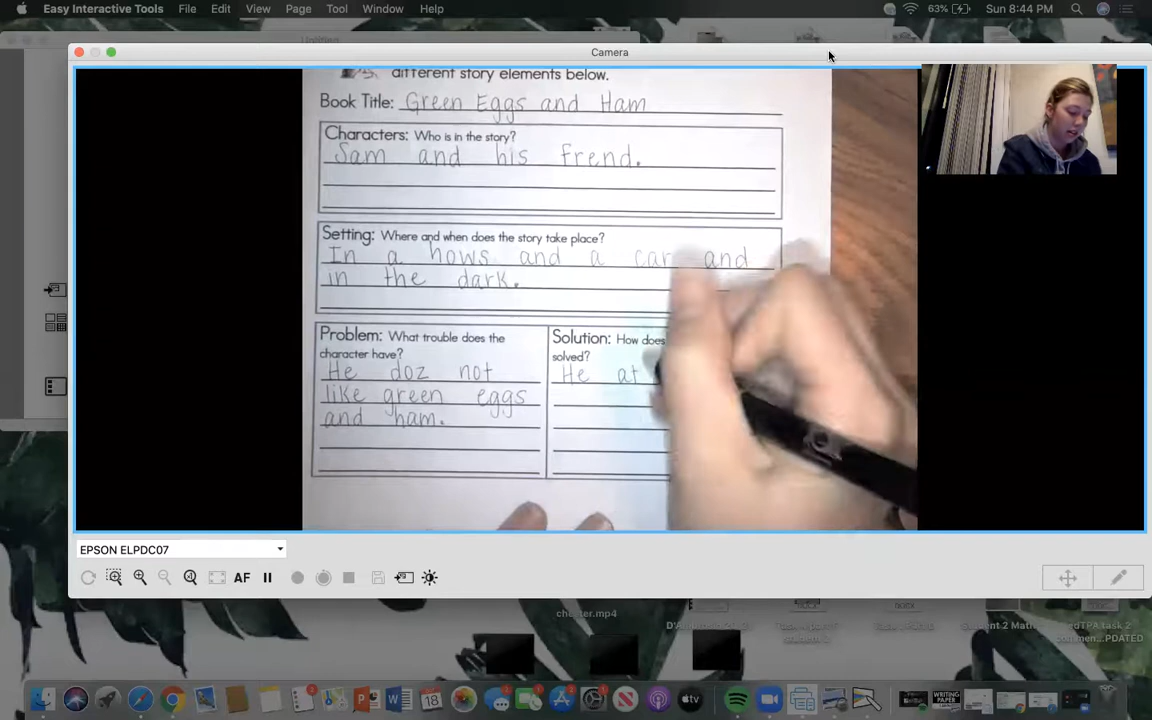 Easy Interactive Tools File Edit View Page Tool Window Help 63% Sun 8:44 PM
Camera
different story elements below.
Book Title: Green Eggs and Ham
Characters: Who is in the story?
Sam and his frend.
Setting: Where and when does the story take place?
In a hows and a car and
in the dark.
Problem: What trouble does the
character have?
He doz not
like green eggs
and ham.
Solution: How does
solved?
He at
EPSON ELPDC07
AF
chester.mp4